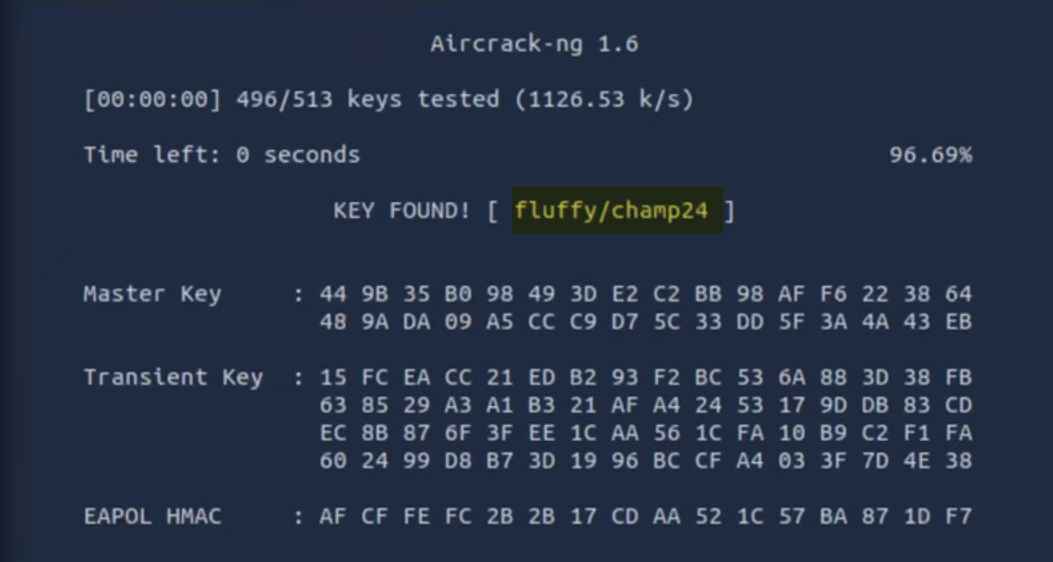 Aircrack-ng 1.6
[00:00:00] 496/513 keys tested (1126.53 k/s)
Time left: 0 seconds 96.69%
KEY FOUND! [ fluffy/champ24 ]
Master Key : 44 9B 35 B0 98 49 3D E2 C2 BB 98 AF F6 22 38 64
48 9A DA 09 A5 CC C9 D7 5C 33 DD 5F 3A 4A 43 EB
Transient Key : 15 FC EA CC 21 ED B2 93 F2 BC 53 6A 88 3D 38 FB
63 85 29 A3 A1 B3 21 AF A4 24 53 17 9D DB 83 CD
EC 8B 87 6F 3F EE 1C AA 56 1C FA 10 B9 C2 F1 FA
60 24 99 D8 B7 3D 19 96 BC CF A4 03 3F 7D 4E 38
EAPOL HMAC : AF CF FE FC 2B 2B 17 CD AA 52 1C 57 BA 87 1D F7